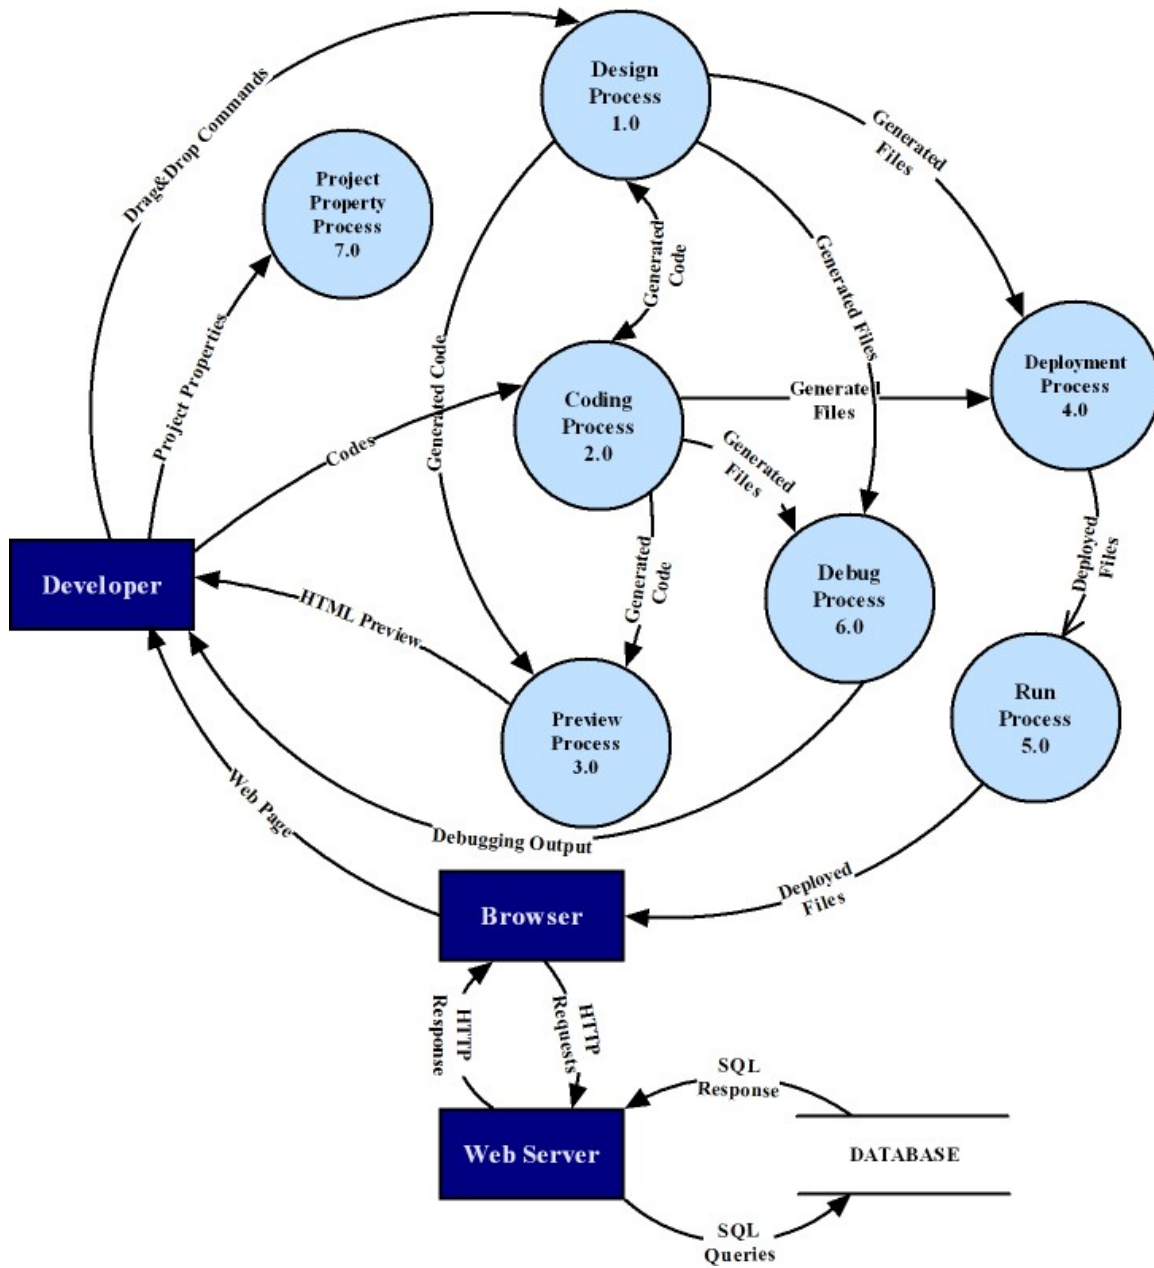 Design
Process
1.0
Drag&Drop Commands
Generated
Files
Project
Property
Process
7.0
Generated
Code
Generated Files
Project Properties
Generated Code
Deployment
Process
4.0
Coding
Process
2.0
Generated
Files
Codes
Generated
Files
Deployed
Files
Developer
HTML Preview
Generated
Code
Debug
Process
6.0
Run
Process
5.0
Preview
Process
3.0
Web Page
Debugging Output
Deployed
Files
Browser
HTTP
Response
HTTP
Requests
SQL
Response
Web Server
DATABASE
SQL
Queries